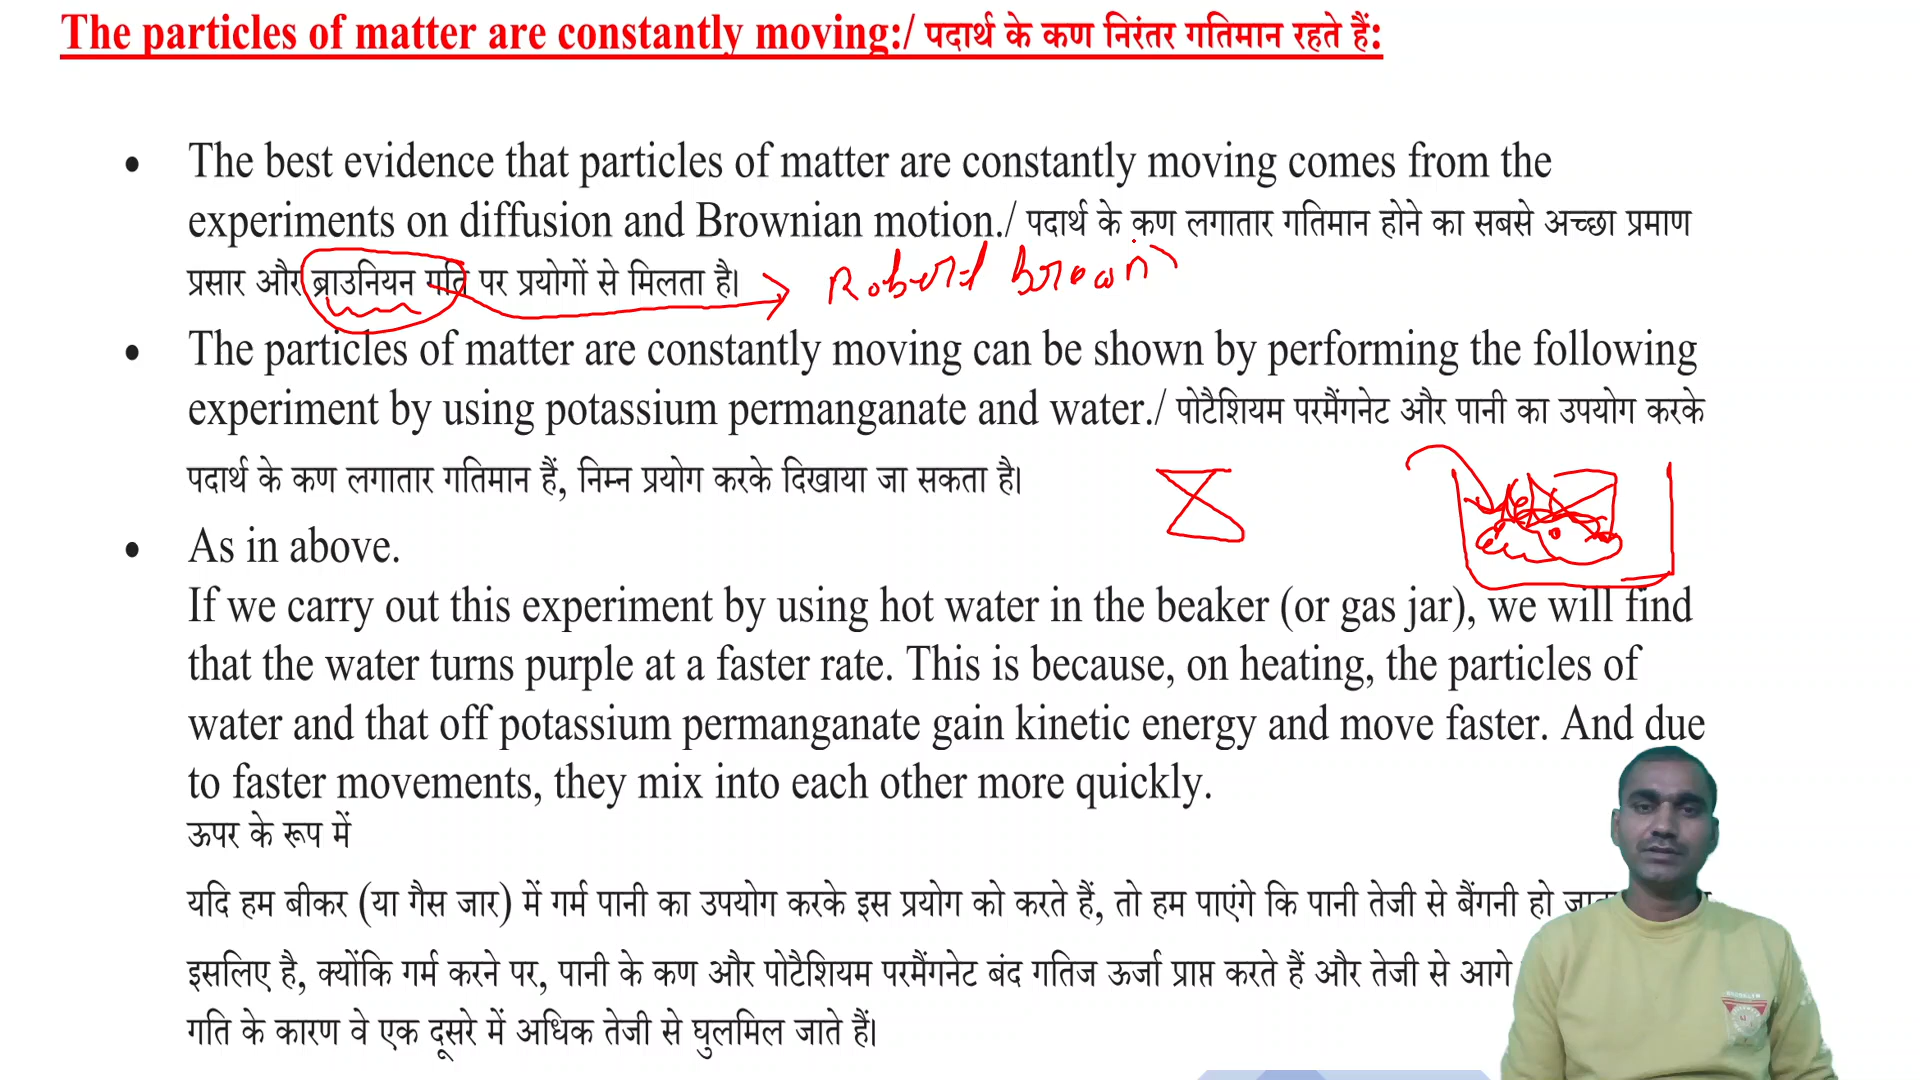 The particles of matter are constantly moving:/ पदार्थ के कण निरंतर गतिमान रहते हैं:
• The best evidence that particles of matter are constantly moving comes from the
experiments on diffusion and Brownian motion./ पदार्थ के कण लगातार गतिमान होने का सबसे अच्छा प्रमाण
प्रसार और ब्राउनियन गति पर प्रयोगों से मिलता है।
Robert brown
• The particles of matter are constantly moving can be shown by performing the following
experiment by using potassium permanganate and water./ पोटैशियम परमैंगनेट और पानी का उपयोग करके
पदार्थ के कण लगातार गतिमान हैं, निम्न प्रयोग करके दिखाया जा सकता है।
• As in above.
If we carry out this experiment by using hot water in the beaker (or gas jar), we will find
that the water turns purple at a faster rate. This is because, on heating, the particles of
water and that off potassium permanganate gain kinetic energy and move faster. And due
to faster movements, they mix into each other more quickly.
ऊपर के रूप में
यदि हम बीकर (या गैस जार) में गर्म पानी का उपयोग करके इस प्रयोग को करते हैं, तो हम पाएंगे कि पानी तेजी से बैंगनी हो
इसलिए है, क्योंकि गर्म करने पर, पानी के कण और पोटैशियम परमैंगनेट बंद गतिज ऊर्जा प्राप्त करते हैं और तेजी से आगे
गति के कारण वे एक दूसरे में अधिक तेजी से घुलमिल जाते हैं।